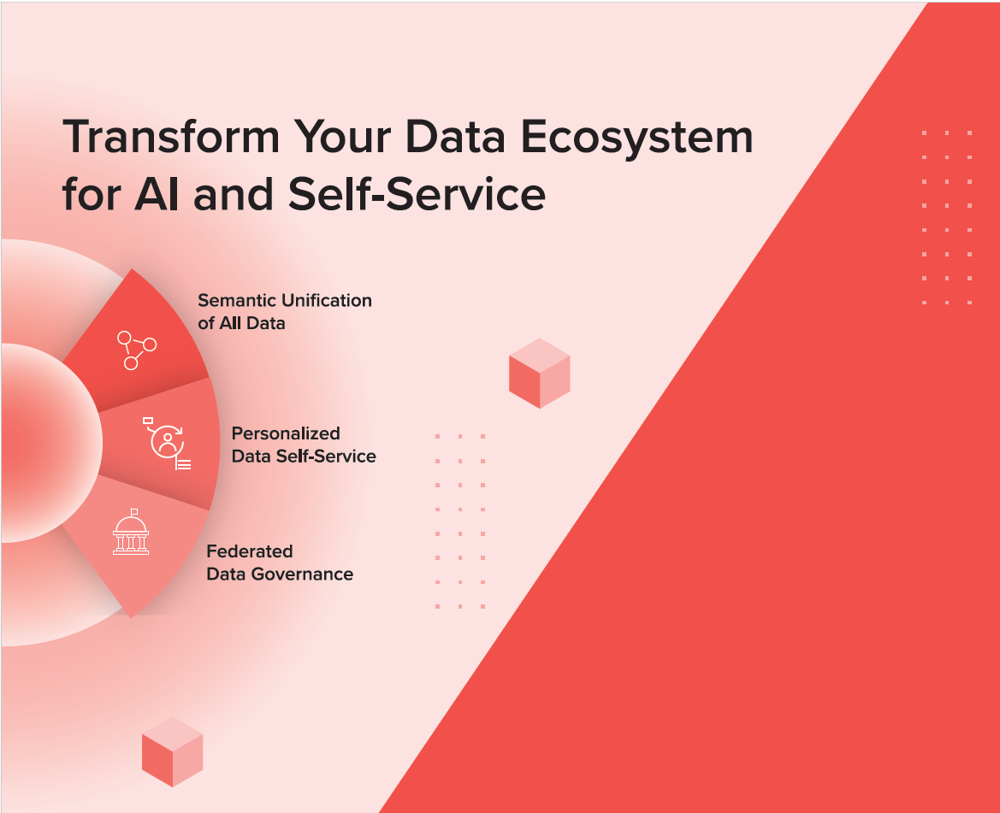 Transform Your Data Ecosystem
for AI and Self-Service
Semantic Unification
of All Data
Personalized
Data Self-Service
Federated
Data Governance